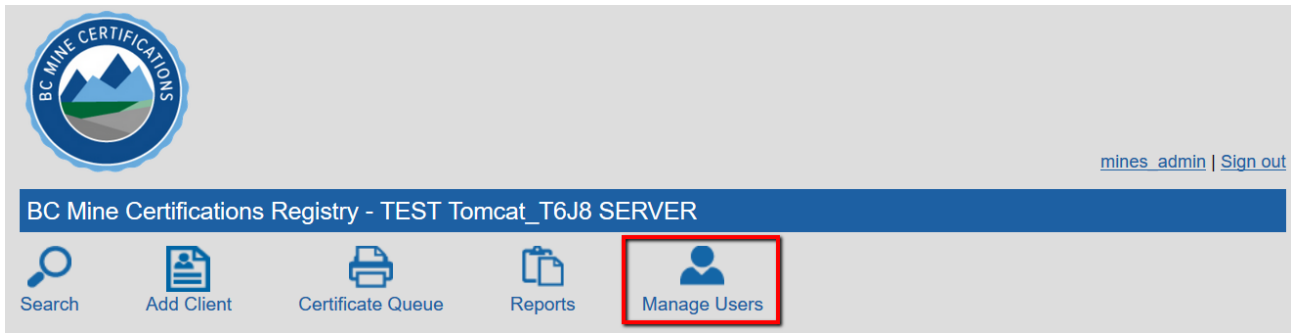 BC MINE CERTIFICATIONS
mines_admin | Sign out
BC Mine Certifications Registry - TEST Tomcat_T6J8 SERVER
Search Add Client Certificate Queue Reports Manage Users